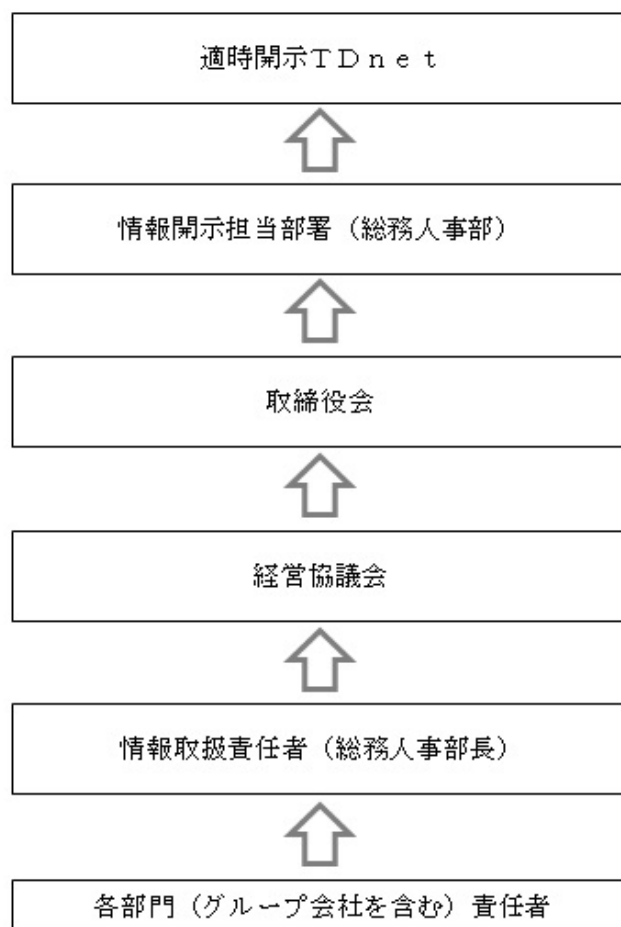 適時開示ＴＤｎｅｔ
情報開示担当部署（総務人事部）
取締役会
経営協議会
情報取扱責任者（総務人事部長）
各部門（グループ会社を含む）責任者